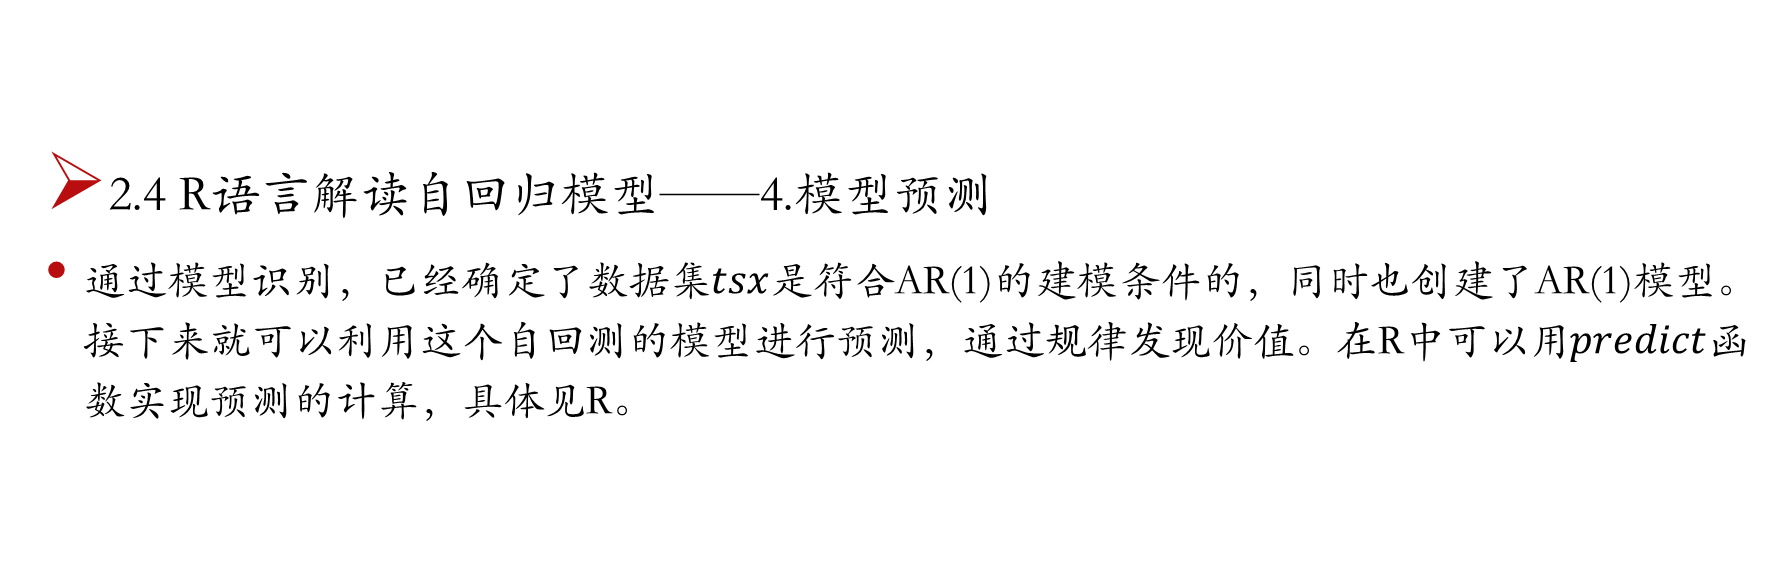 2.4 R语言解读自回归模型——4.模型预测
通过模型识别，已经确定了数据集tsx是符合AR(1)的建模条件的，同时也创建了AR(1)模型。
接下来就可以利用这个自回测的模型进行预测，通过规律发现价值。在R中可以用predict函
数实现预测的计算，具体见R。